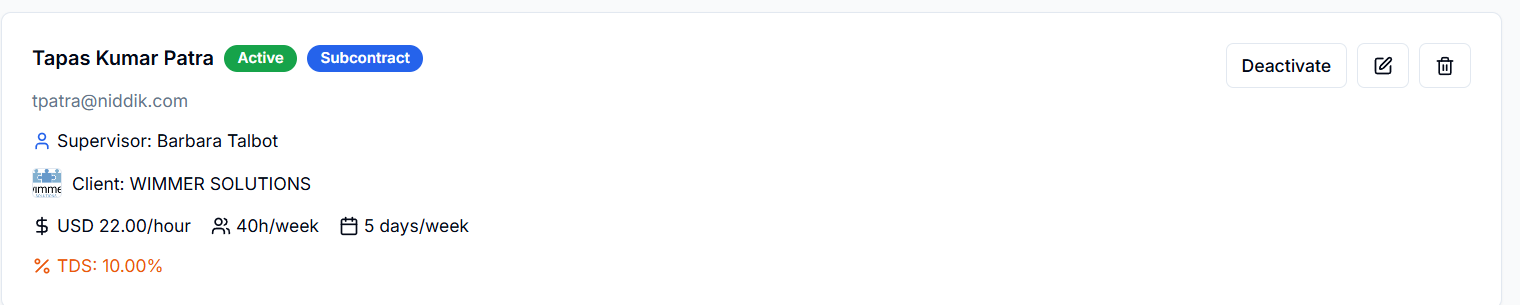 Tapas Kumar Patra Active Subcontract Deactivate
tpatra@niddik.com
Supervisor: Barbara Talbot
Client: WIMMER SOLUTIONS
USD 22.00/hour 40h/week 5 days/week
TDS: 10.00%